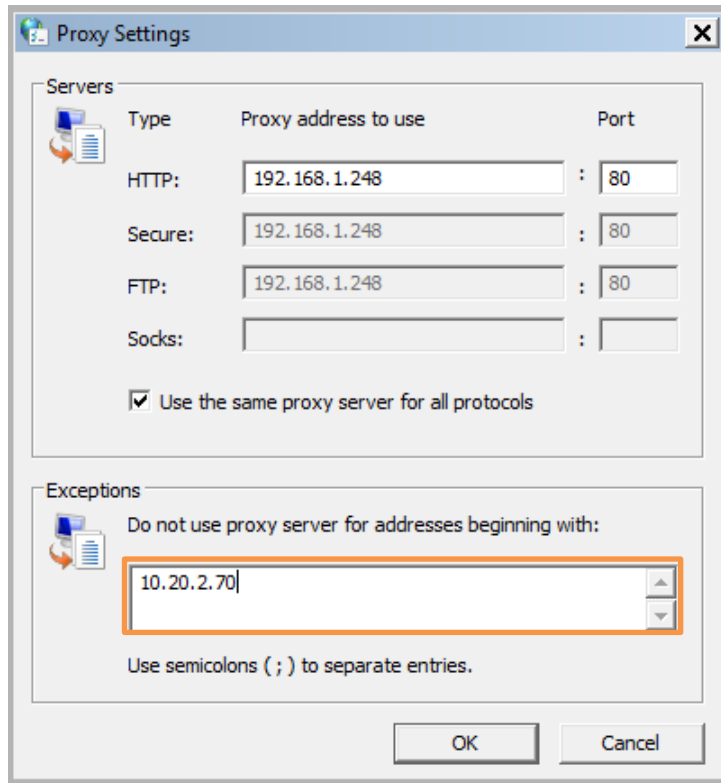 Proxy Settings
Servers
Type Proxy address to use Port
HTTP: 192.168.1.248 : 80
Secure: 192.168.1.248 : 80
FTP: 192.168.1.248 : 80
Socks: :
Use the same proxy server for all protocols
Exceptions
Do not use proxy server for addresses beginning with:
10.20.2.70
Use semicolons ( ; ) to separate entries.
OK Cancel